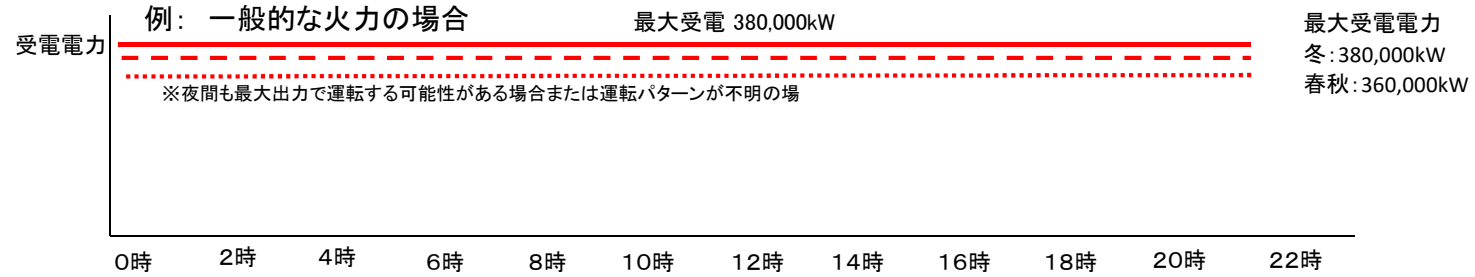 例： 一般的な火力の場合
最大受電 380,000kW
最大受電電力
冬：380,000kW
春秋：360,000kW
受電電力
※夜間も最大出力で運転する可能性がある場合または運転パターンが不明の場
0時 2時 4時 6時 8時 10時 12時 14時 16時 18時 20時 22時